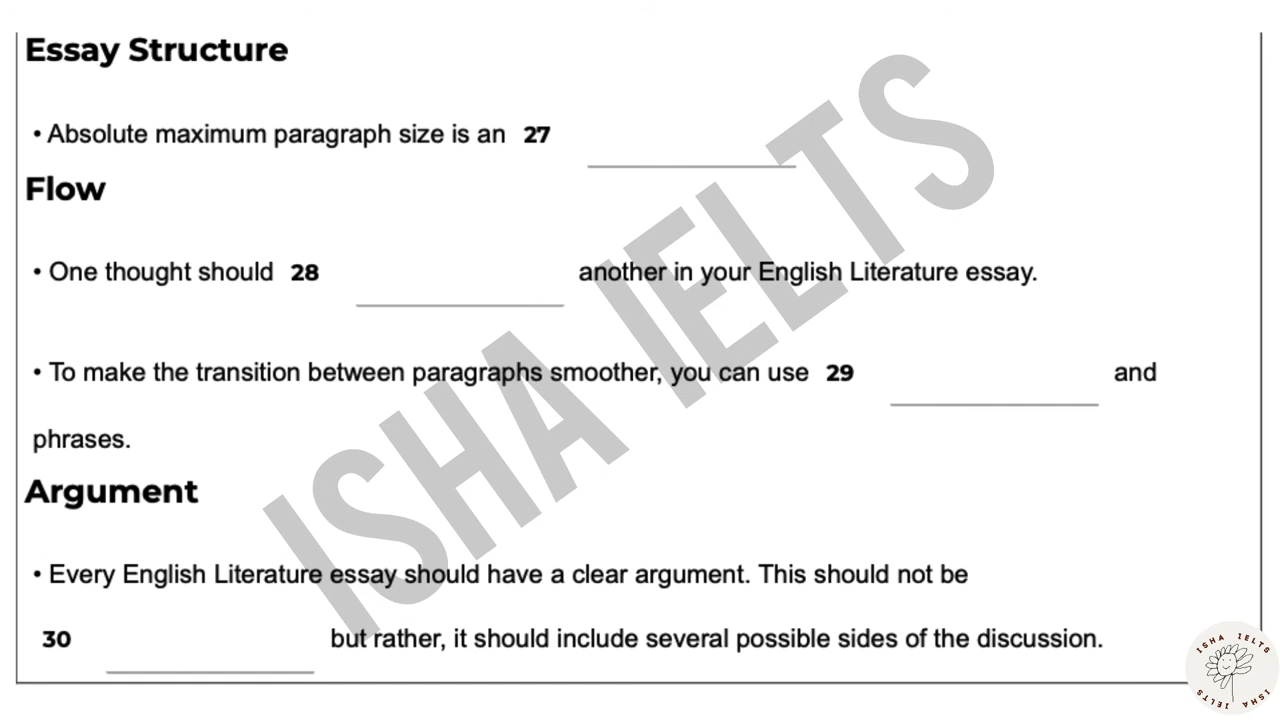 Essay Structure
• Absolute maximum paragraph size is an 27
Flow
• One thought should 28 another in your English Literature essay.
• To make the transition between paragraphs smoother, you can use 29 and
phrases.
Argument
• Every English Literature essay should have a clear argument. This should not be
30 but rather, it should include several possible sides of the discussion.
ISHA IELTS
ISHA IELTS
ISHA IELTS